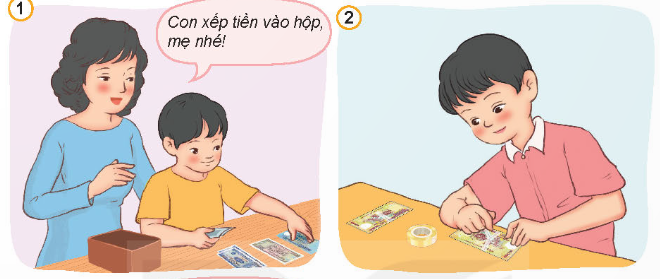 1
Con xếp tiền vào hộp,
mẹ nhé!
2